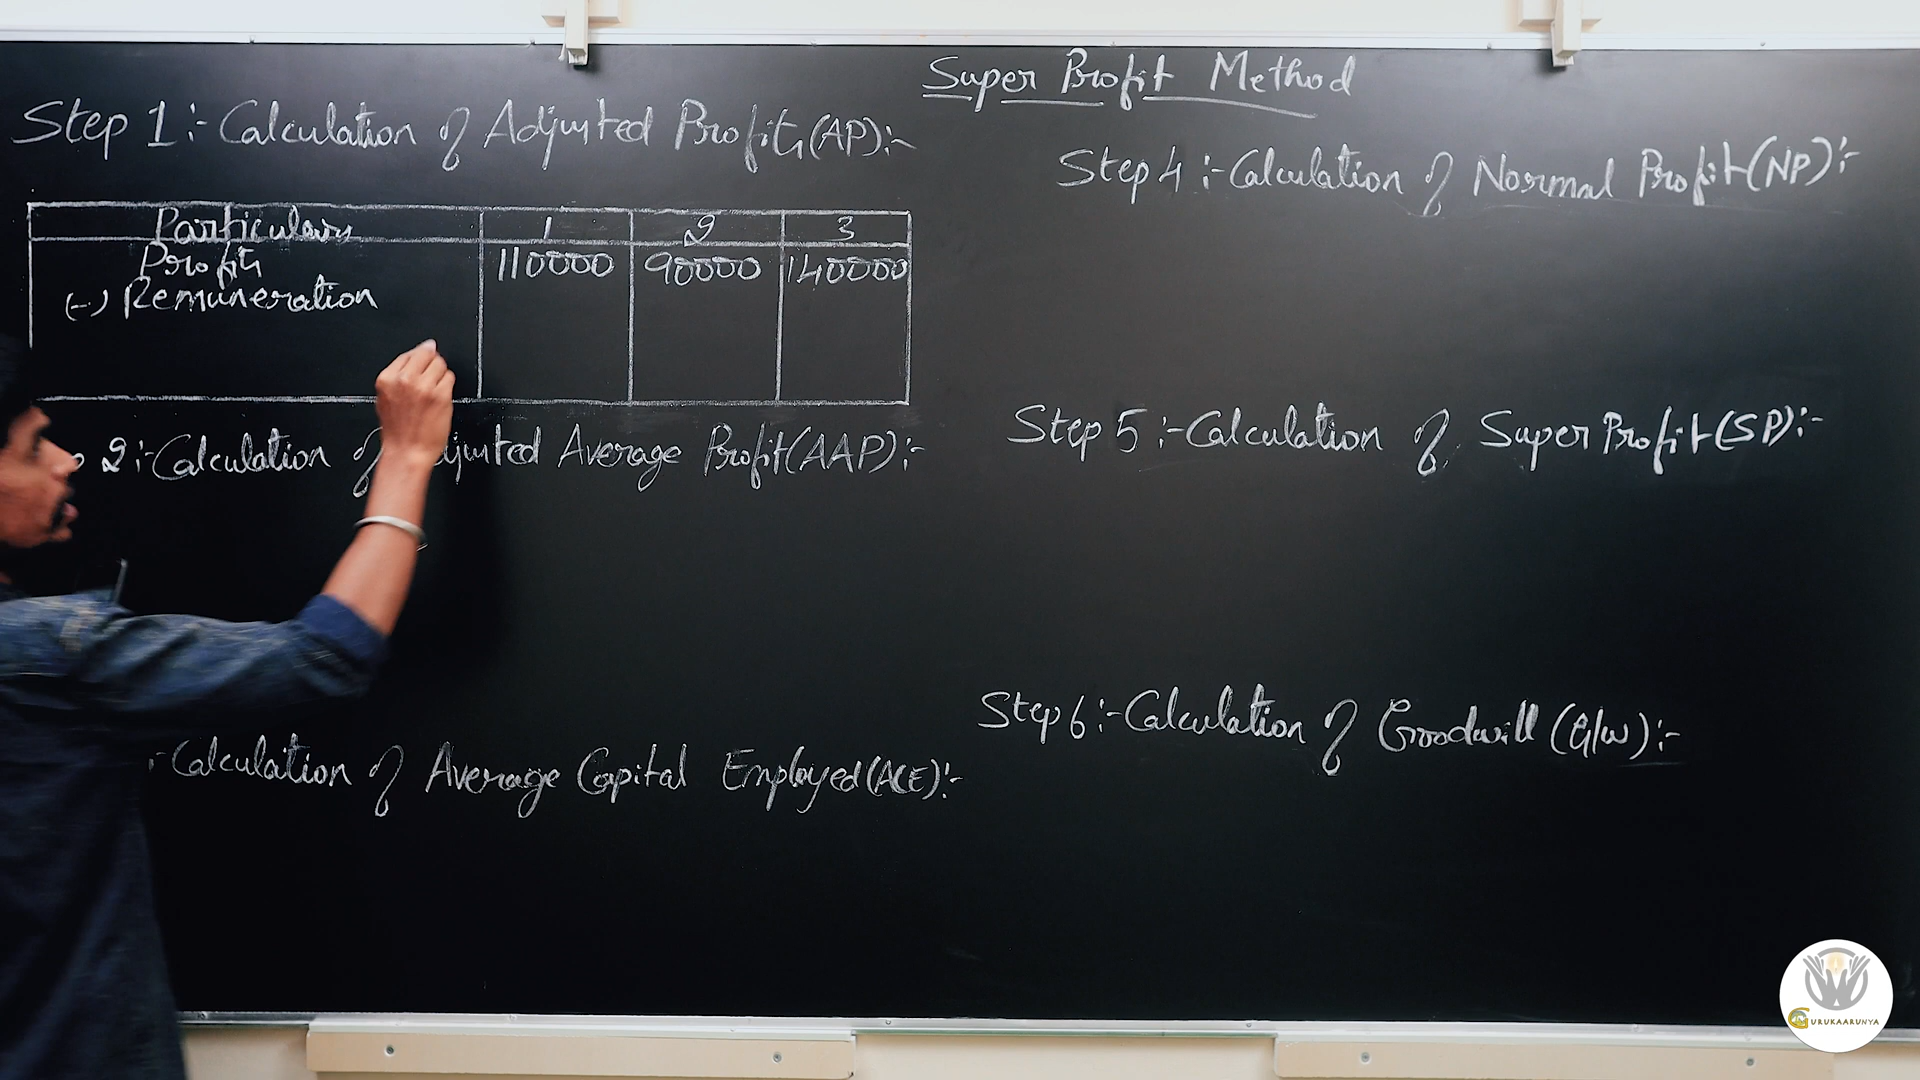 Super Profit Method
Step 1:- Calculation of Adjusted Profit(AP):-
Particulars 1 2 3
Profit 110000 90000 140000
(-) Remuneration
2:- Calculation of Adjusted Average Profit(AAP):-
:- Calculation of Average Capital Employed(ACE):-
Step 4:- Calculation of Normal Profit(NP):-
Step 5:- Calculation of Super Profit(SP):-
Step 6:- Calculation of Goodwill (G/w):-
GURUKAARUNYA